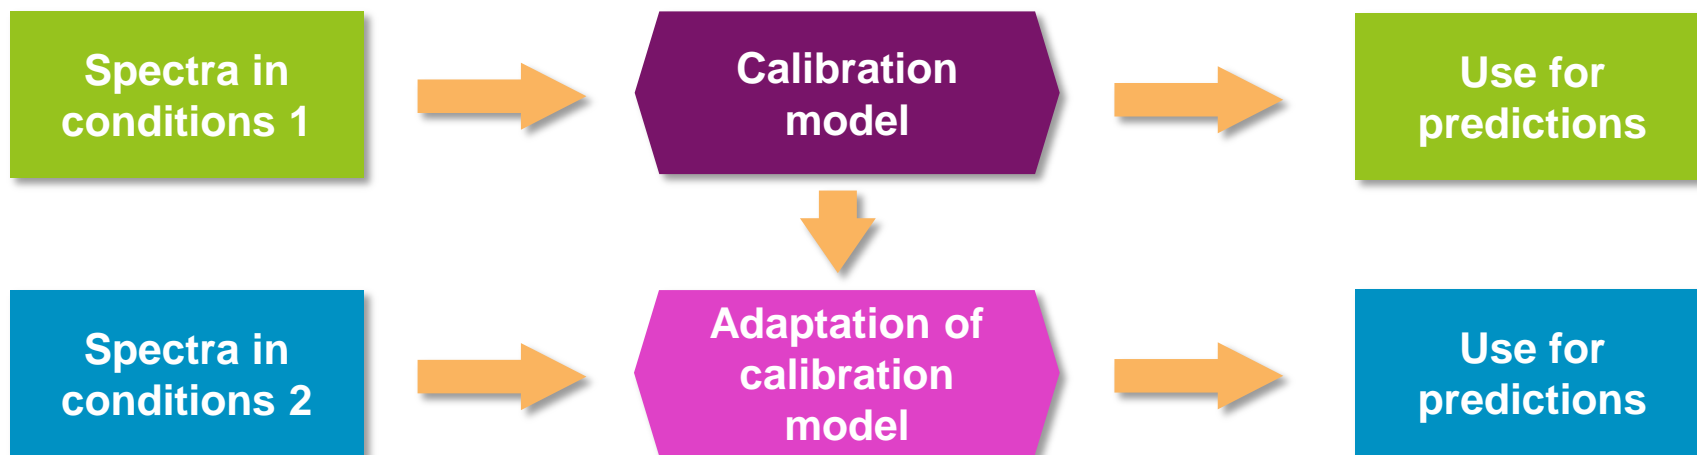 Spectra in
conditions 1
Calibration
model
Use for
predictions
Spectra in
conditions 2
Adaptation of
calibration
model
Use for
predictions